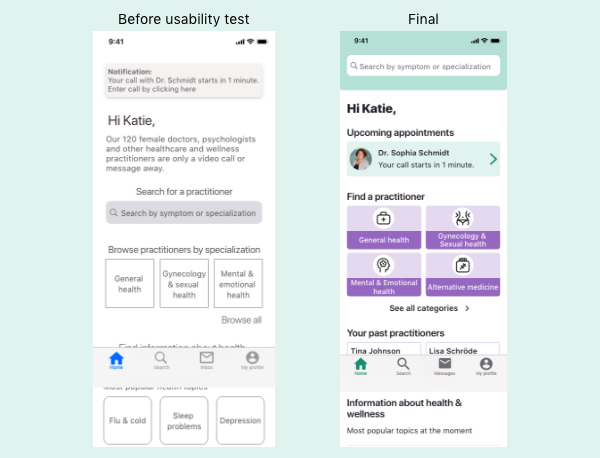 Before usability test
9:41
Notification:
Your call with Dr. Schmidt starts in 1 minute.
Enter call by clicking here
Hi Katie,
Our 120 female doctors, psychologists
and other healthcare and wellness
practitioners are only a video call or
message away.
Search for a practitioner
Search by symptom or specialization
Browse practitioners by specialization
General
health
Gynecology
& sexual
health
Mental &
emotional
health
Browse all
Find information about health
Home
Search
Inbox
My profile
Most popular health topics
Flu & cold
Sleep
problems
Depression
Final
9:41
Search by symptom or specialization
Hi Katie,
Upcoming appointments
Dr. Sophia Schmidt
Your call starts in 1 minute.
Find a practitioner
General health
Gynecology &
Sexual health
Mental & Emotional
health
Alternative medicine
See all categories
Your past practitioners
Tina Johnson
Lisa Schröde
Home
Search
Messages
My profile
Information about health &
wellness
Most popular topics at the moment